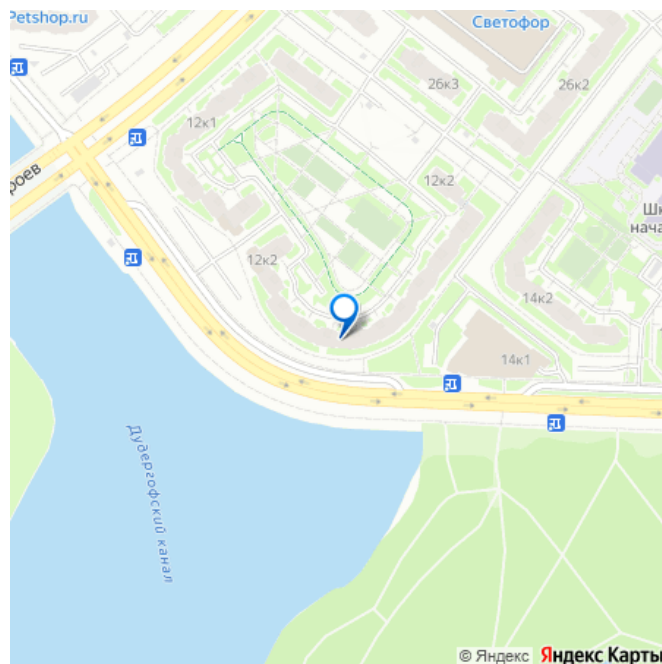 Petshop.ru
Светофор
26к3
26к2
12к1
12к2
Шк
нача
роев
12к2
14к2
14к1
Дудергофский канал
© Яндекс Яндекс Карты